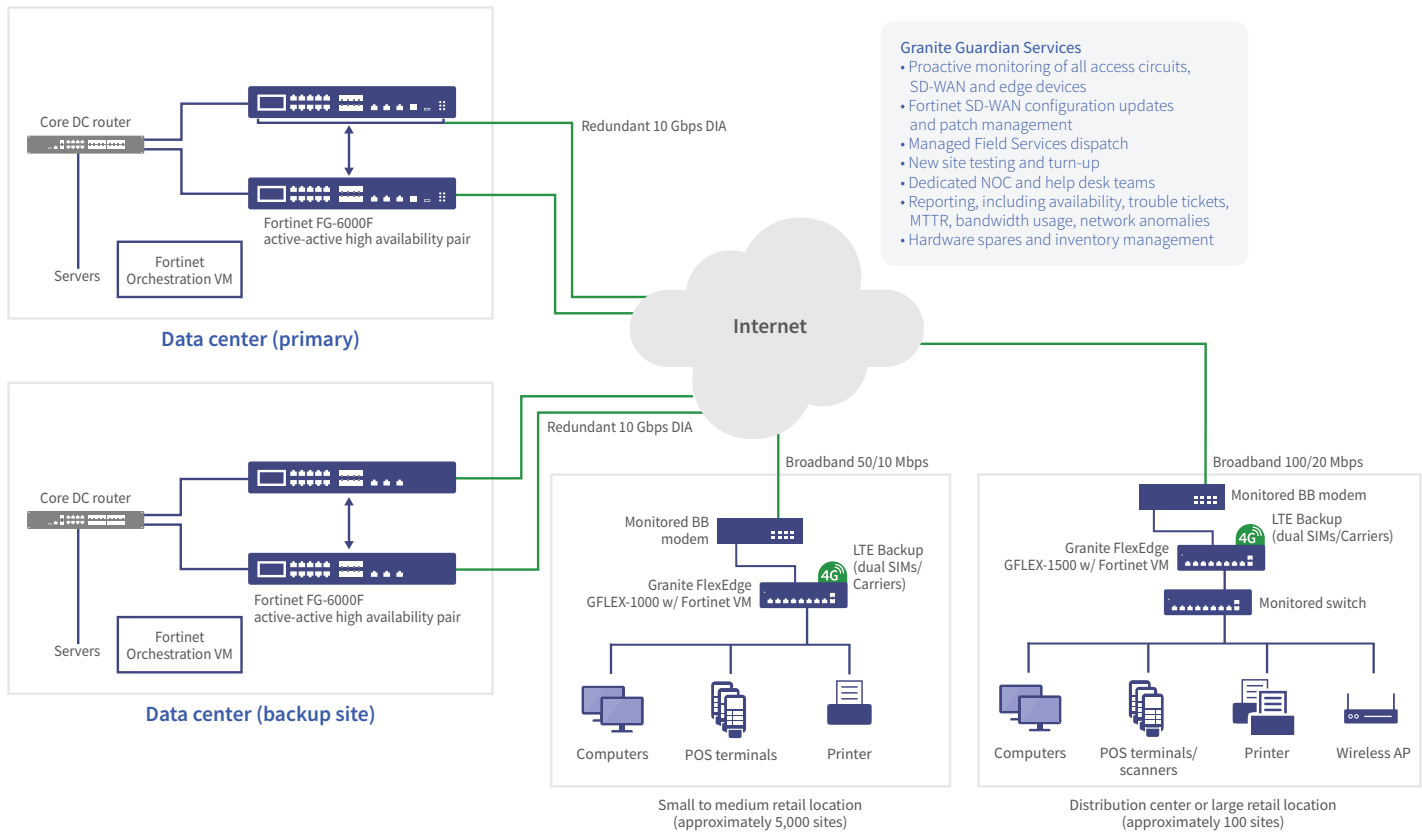 Core DC router
Servers
Fortinet
Orchestration VM
Fortinet FG-6000F
active-active high availability pair
Redundant 10 Gbps DIA
Data center (primary)
Granite Guardian Services
• Proactive monitoring of all access circuits,
SD-WAN and edge devices
• Fortinet SD-WAN configuration updates
and patch management
• Managed Field Services dispatch
• New site testing and turn-up
• Dedicated NOC and help desk teams
• Reporting, including availability, trouble tickets,
MTTR, bandwidth usage, network anomalies
• Hardware spares and inventory management
Internet
Core DC router
Servers
Fortinet
Orchestration VM
Fortinet FG-6000F
active-active high availability pair
Redundant 10 Gbps DIA
Data center (backup site)
Broadband 50/10 Mbps
Monitored BB
modem
4G
LTE Backup
(dual SIMs/
Carriers)
Granite FlexEdge
GFLEX-1000 w/ Fortinet VM
Computers
POS terminals
Printer
Small to medium retail location
(approximately 5,000 sites)
Broadband 100/20 Mbps
Monitored BB modem
4G
LTE Backup
(dual SIMs/Carriers)
Granite FlexEdge
GFLEX-1500 w/ Fortinet VM
Monitored switch
Computers
POS terminals/
scanners
Printer
Wireless AP
Distribution center or large retail location
(approximately 100 sites)